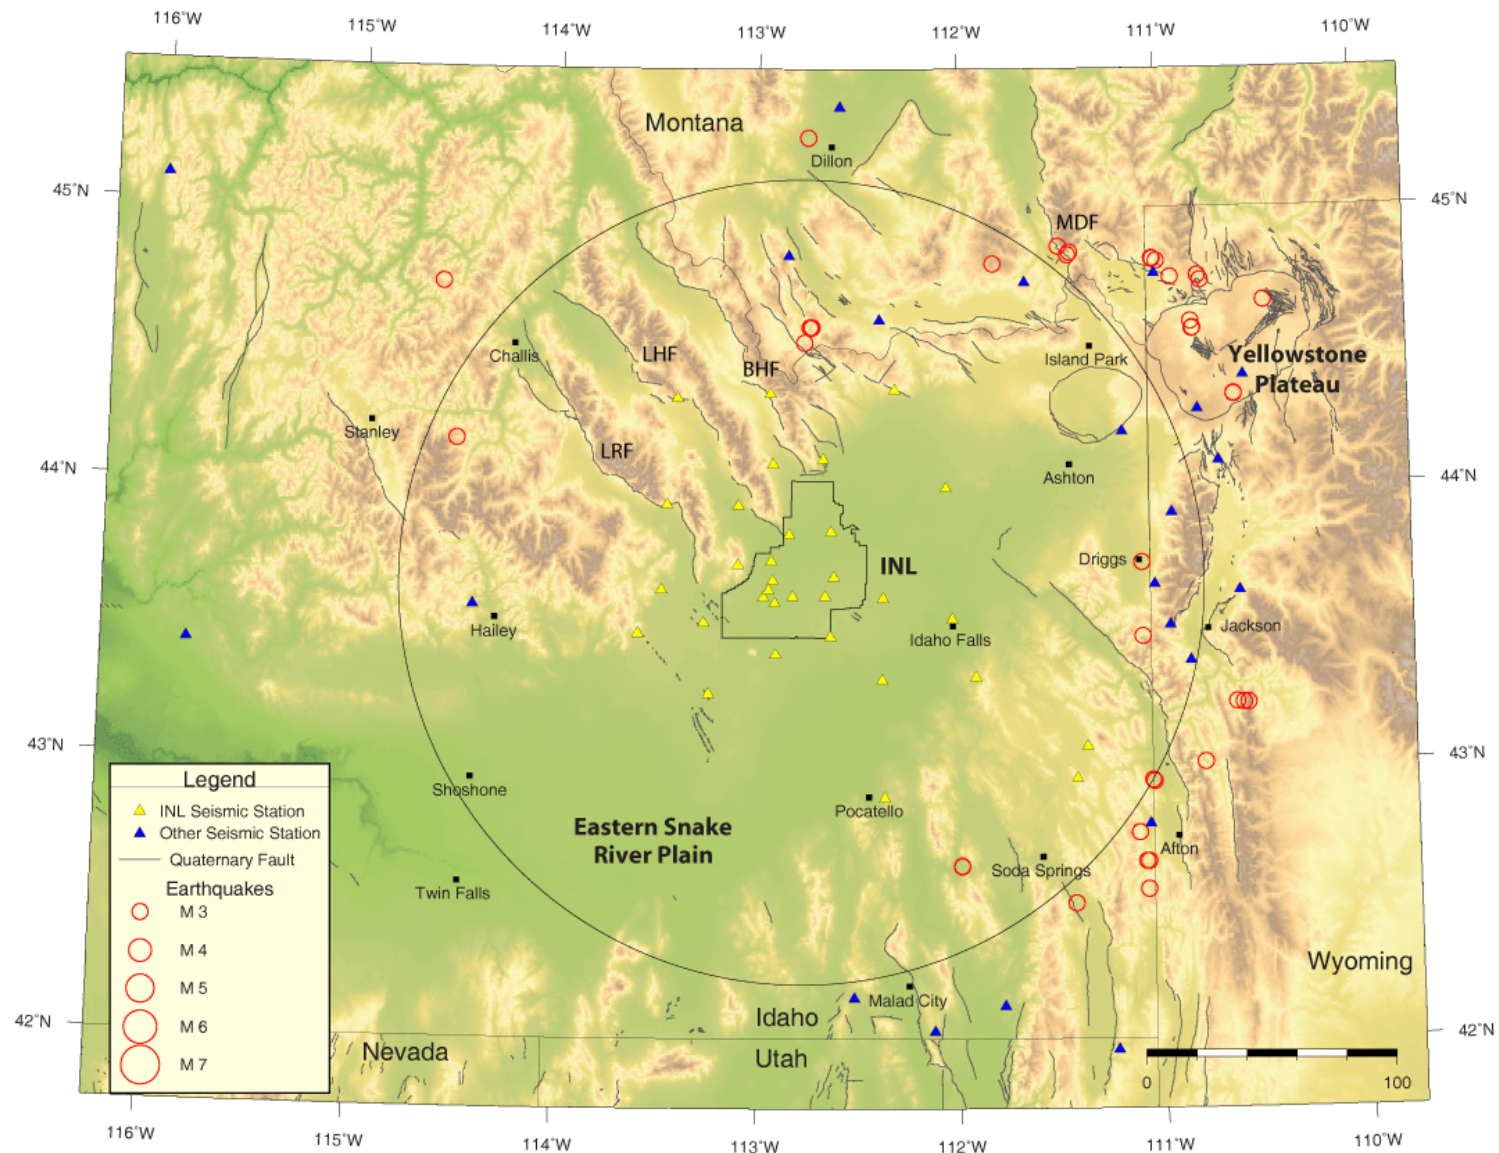 116°W
115°W
114°W
113°W
112°W
111°W
110°W
Montana
Dillon
45°N
45°N
MDF
Challis
LHF
BHF
Island Park
Yellowstone
Plateau
Stanley
LRF
44°N
44°N
Ashton
INL
Driggs
Hailey
Idaho Falls
Jackson
43°N
43°N
Legend
INL Seismic Station
Other Seismic Station
Quaternary Fault
Earthquakes
M 3
M 4
M 5
M 6
M 7
Shoshone
Pocatello
Eastern Snake
River Plain
Afton
Soda Springs
Twin Falls
Wyoming
Malad City
Idaho
42°N
42°N
Nevada
Utah
0
100
116°W
115°W
114°W
113°W
112°W
111°W
110°W